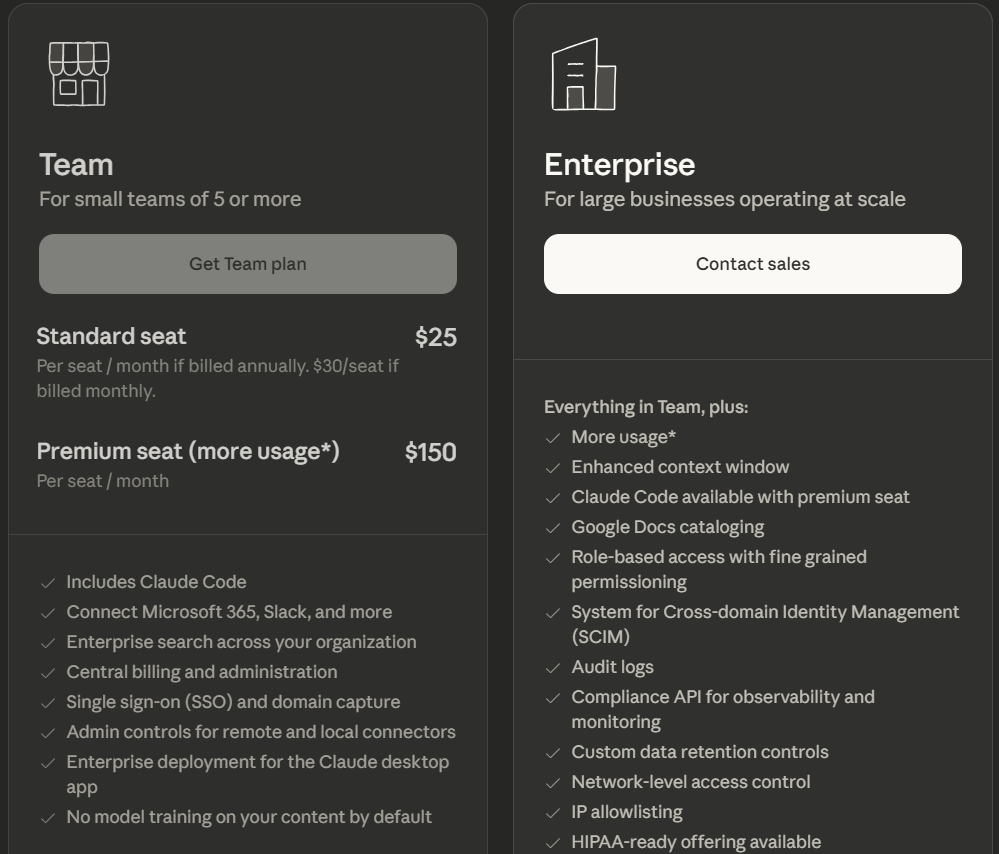 Team
For small teams of 5 or more
Get Team plan
Standard seat
$25
Per seat / month if billed annually. $30/seat if
billed monthly.
Premium seat (more usage*)
$150
Per seat / month
Includes Claude Code
Connect Microsoft 365, Slack, and more
Enterprise search across your organization
Central billing and administration
Single sign-on (SSO) and domain capture
Admin controls for remote and local connectors
Enterprise deployment for the Claude desktop
app
No model training on your content by default
Enterprise
For large businesses operating at scale
Contact sales
Everything in Team, plus:
More usage*
Enhanced context window
Claude Code available with premium seat
Google Docs cataloging
Role-based access with fine grained
permissioning
System for Cross-domain Identity Management
(SCIM)
Audit logs
Compliance API for observability and
monitoring
Custom data retention controls
Network-level access control
IP allowlisting
HIPAA-ready offering available